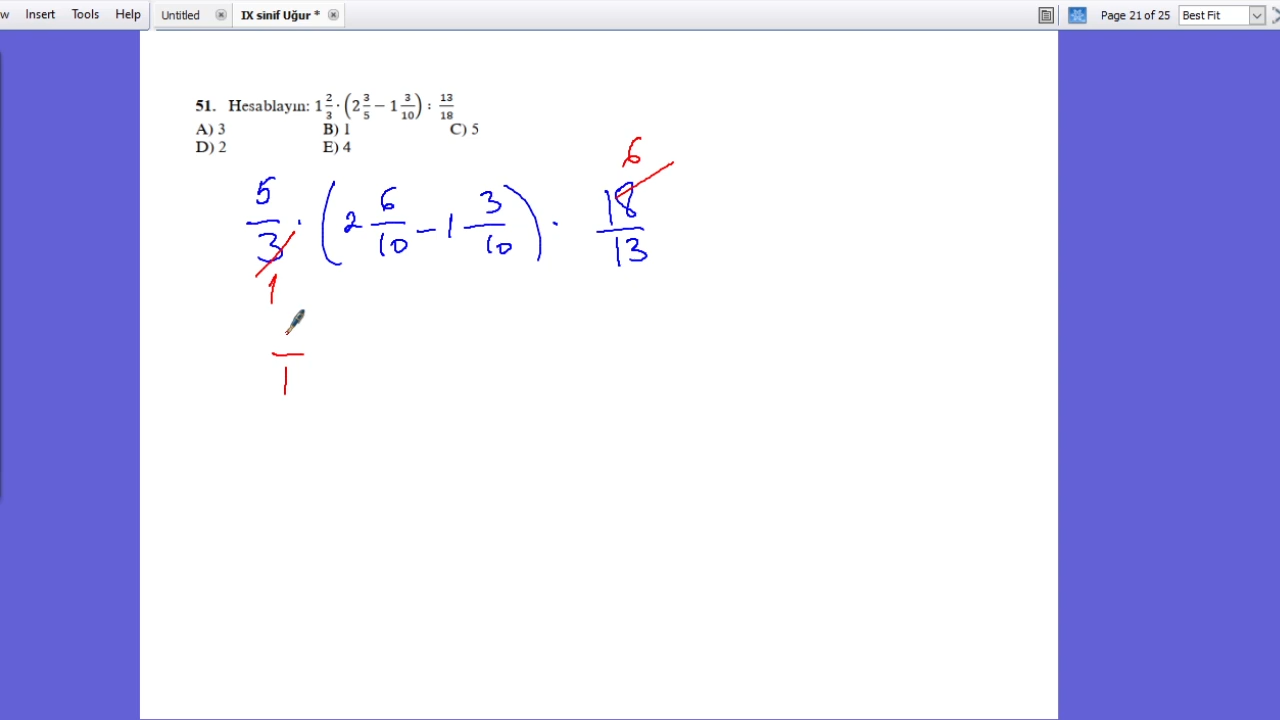 w Insert Tools Help Untitled IX sinif Uğur * Page 21 of 25 Best Fit
51. Hesablayın: 1 2/3 · (2 3/5 − 1 3/10) : 13/18
A) 3 B) 1 C) 5
D) 2 E) 4
6
5/3 · (2 6/10 − 1 3/10) · 18/13
1
/1